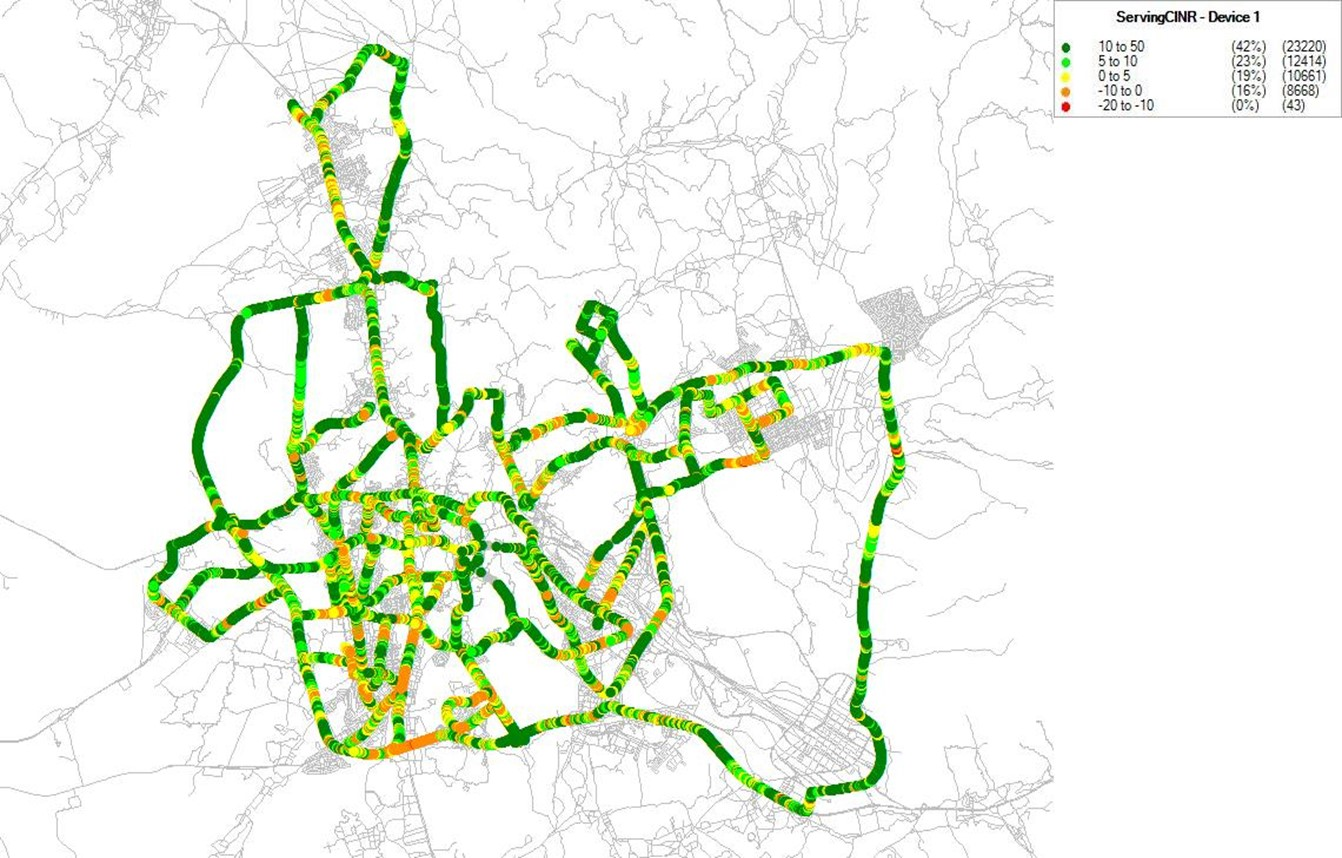 ServingCINR - Device 1
10 to 50 (42%) (23220)
5 to 10 (23%) (12414)
0 to 5 (19%) (10661)
-10 to 0 (16%) (8668)
-20 to -10 (0%) (43)